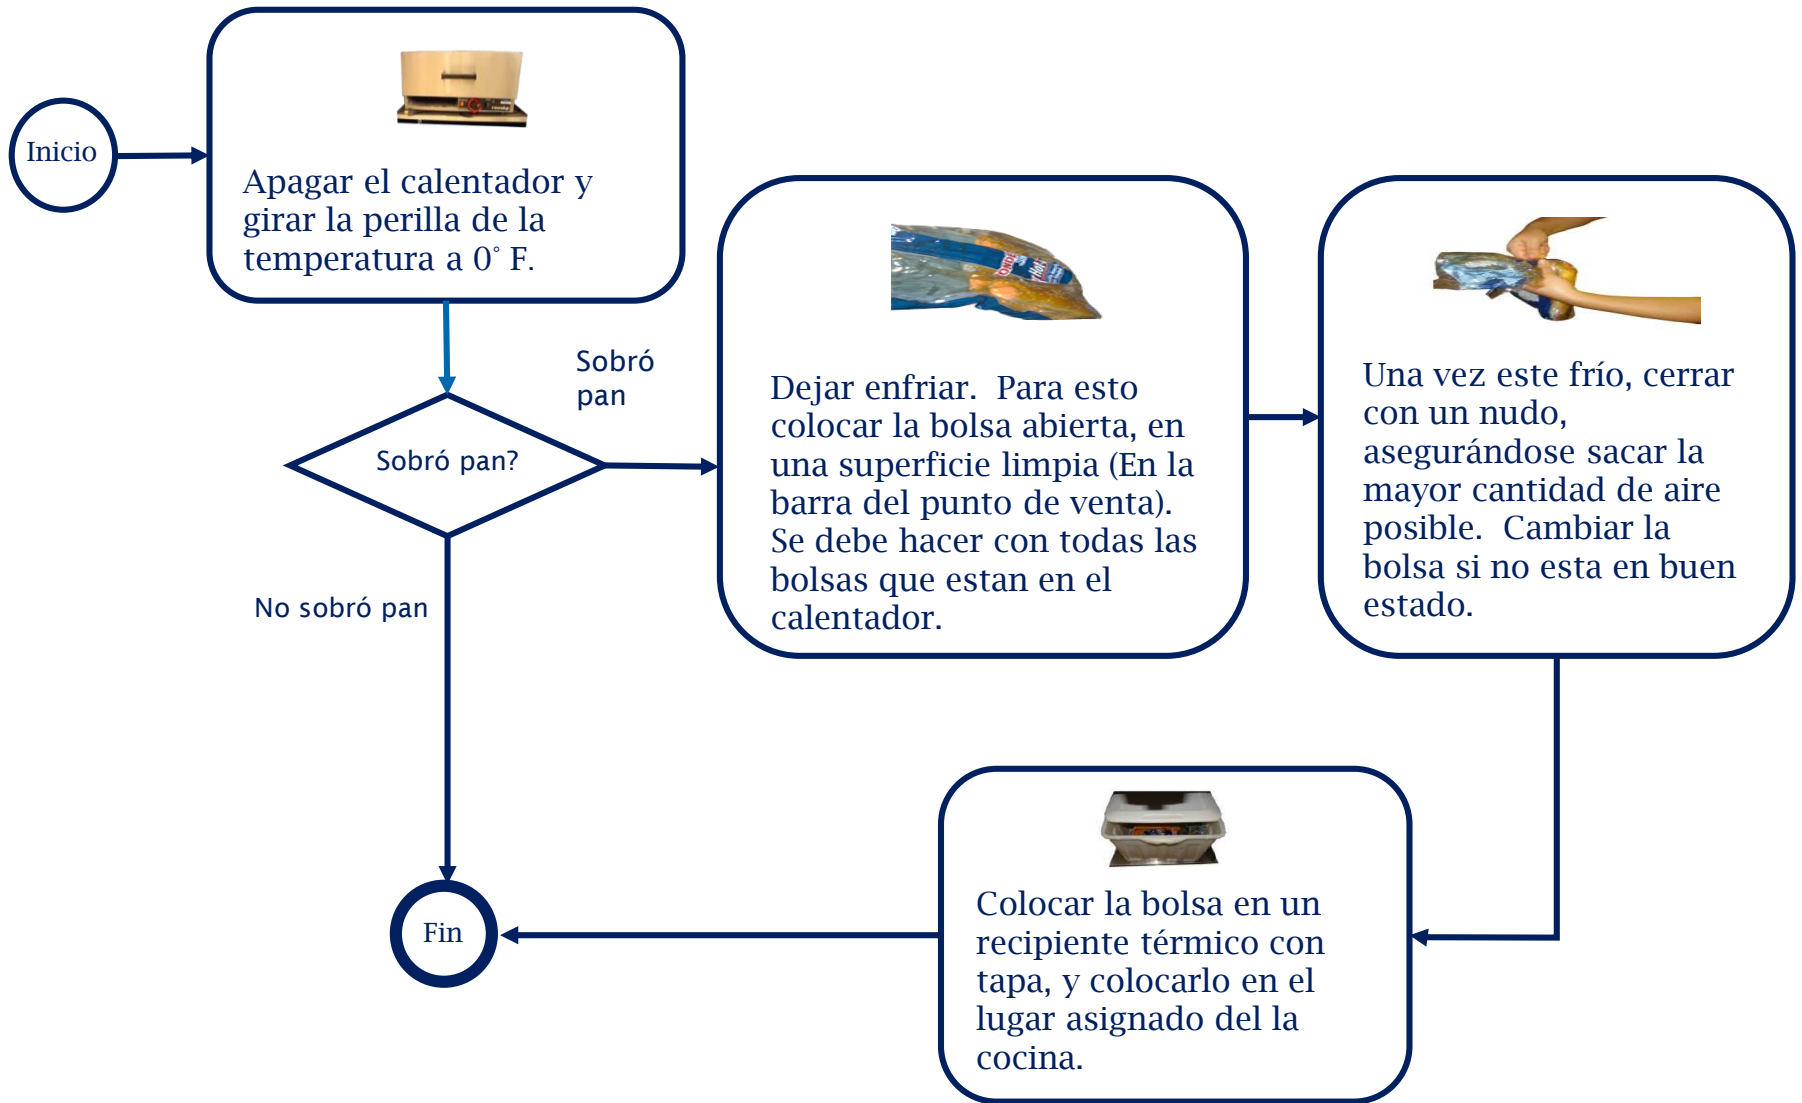 Inicio
Apagar el calentador y
girar la perilla de la
temperatura a 0° F.
Sobró pan?
Sobró
pan
No sobró pan
Dejar enfriar.  Para esto
colocar la bolsa abierta, en
una superficie limpia (En la
barra del punto de venta).
Se debe hacer con todas las
bolsas que estan en el
calentador.
Una vez este frío, cerrar
con un nudo,
asegurándose sacar la
mayor cantidad de aire
posible.  Cambiar la
bolsa si no esta en buen
estado.
Colocar la bolsa en un
recipiente térmico con
tapa, y colocarlo en el
lugar asignado del la
cocina.
Fin